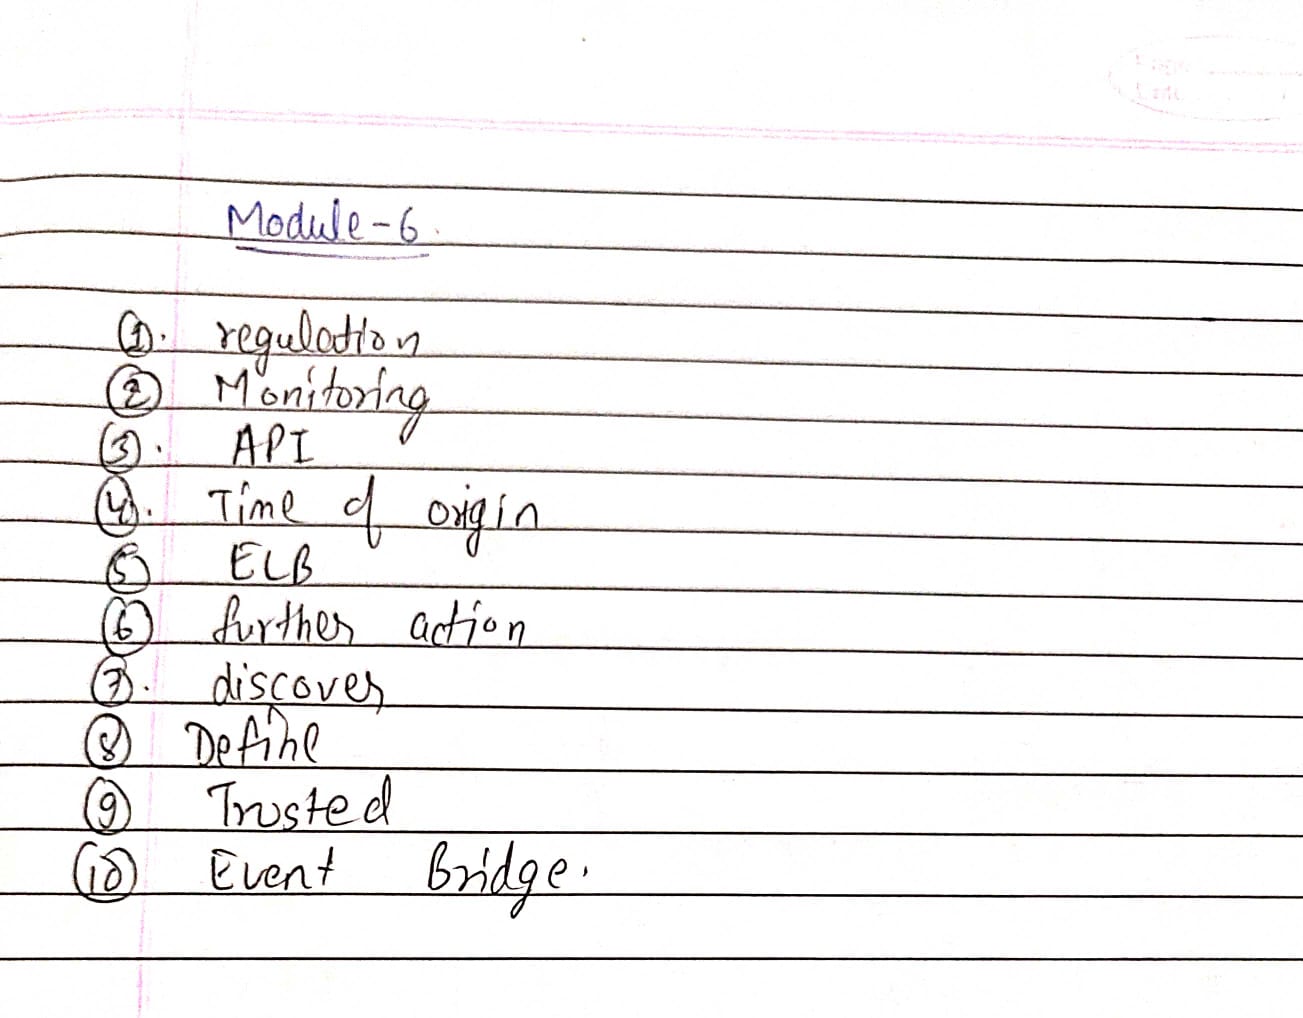 Module-6.
1. regulation
2 Monitoring
3. API
4. Time of origin
5 ELB
6 further action
7. discover
8 Define
9 Trusted
10 Event Bridge.